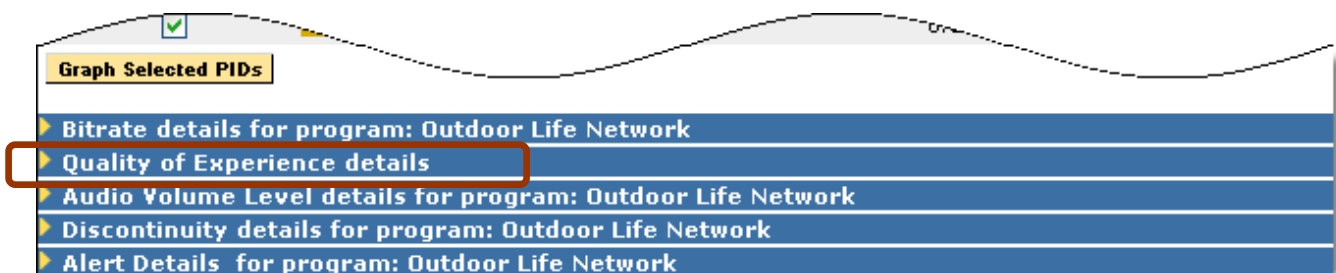 Graph Selected PIDs
Bitrate details for program: Outdoor Life Network
Quality of Experience details
Audio Volume Level details for program: Outdoor Life Network
Discontinuity details for program: Outdoor Life Network
Alert Details for program: Outdoor Life Network